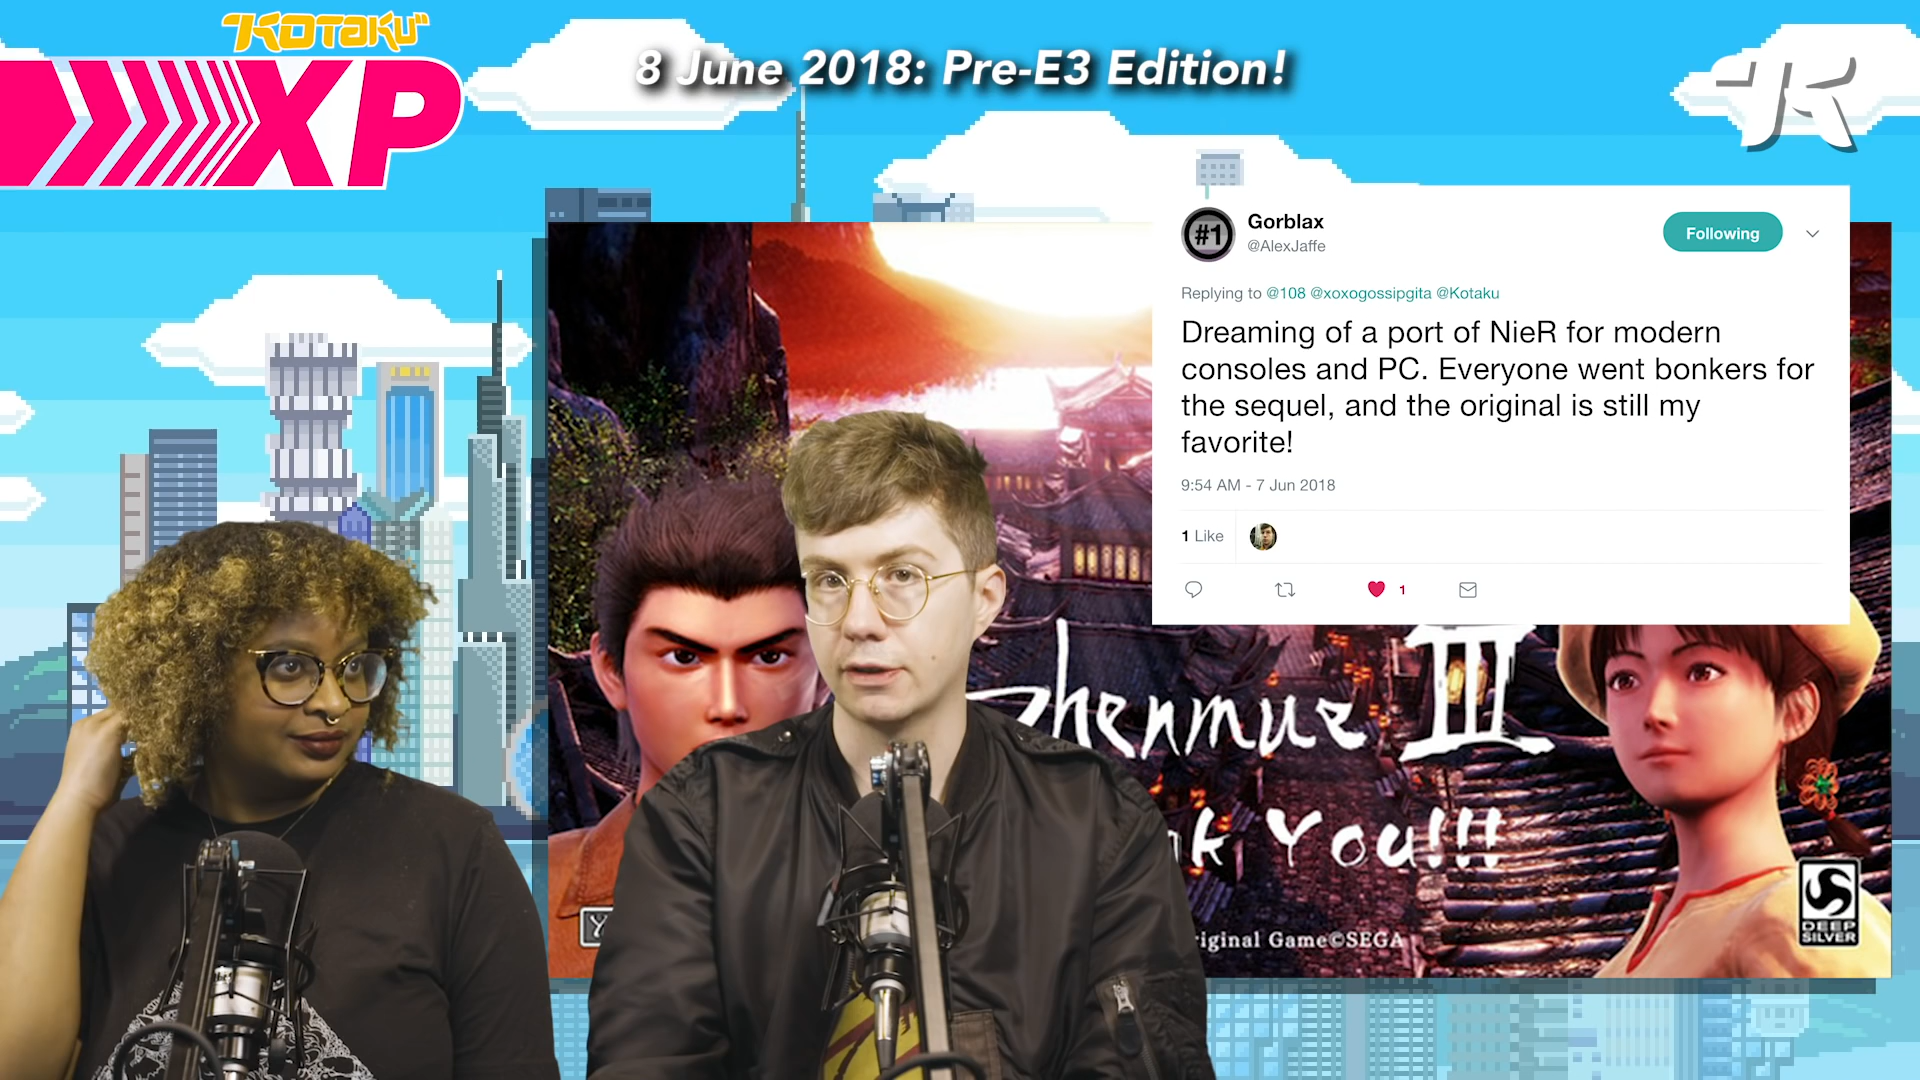 KOTaKU
XP
8 June 2018: Pre-E3 Edition!
K
#1
Gorblax
@AlexJaffe
Following
Replying to @108 @xoxogossipgita @Kotaku
Dreaming of a port of NieR for modern
consoles and PC. Everyone went bonkers for
the sequel, and the original is still my
favorite!
9:54 AM - 7 Jun 2018
1 Like
1
Shenmue III
k You!!!
riginal Game©SEGA
DEEP
SILVER